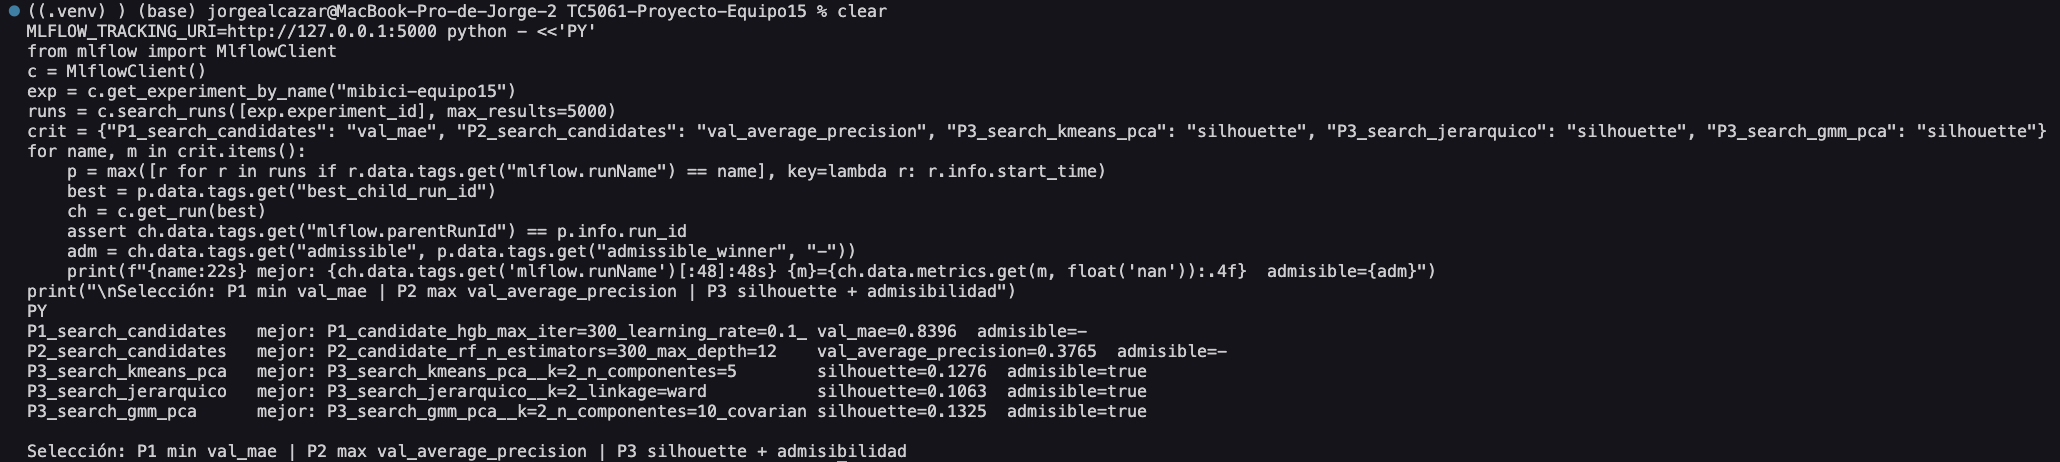 ((.venv) ) (base) jorgealcazar@MacBook-Pro-de-Jorge-2 TC5061-Proyecto-Equipo15 % clear
MLFLOW_TRACKING_URI=http://127.0.0.1:5000 python - <<'PY'
from mlflow import MlflowClient
c = MlflowClient()
exp = c.get_experiment_by_name("mibici-equipo15")
runs = c.search_runs([exp.experiment_id], max_results=5000)
crit = {"P1_search_candidates": "val_mae", "P2_search_candidates": "val_average_precision", "P3_search_kmeans_pca": "silhouette", "P3_search_jerarquico": "silhouette", "P3_search_gmm_pca": "silhouette"}
for name, m in crit.items():
    p = max([r for r in runs if r.data.tags.get("mlflow.runName") == name], key=lambda r: r.info.start_time)
    best = p.data.tags.get("best_child_run_id")
    ch = c.get_run(best)
    assert ch.data.tags.get("mlflow.parentRunId") == p.info.run_id
    adm = ch.data.tags.get("admissible", p.data.tags.get("admissible_winner", "-"))
    print(f"{name:22s} mejor: {ch.data.tags.get('mlflow.runName')[:48]:48s} {m}={ch.data.metrics.get(m, float('nan')):.4f}  admisible={adm}")
print("\nSelección: P1 min val_mae | P2 max val_average_precision | P3 silhouette + admisibilidad")
PY
P1_search_candidates   mejor: P1_candidate_hgb_max_iter=300_learning_rate=0.1_ val_mae=0.8396  admisible=-
P2_search_candidates   mejor: P2_candidate_rf_n_estimators=300_max_depth=12    val_average_precision=0.3765  admisible=-
P3_search_kmeans_pca   mejor: P3_search_kmeans_pca__k=2_n_componentes=5        silhouette=0.1276  admisible=true
P3_search_jerarquico   mejor: P3_search_jerarquico__k=2_linkage=ward           silhouette=0.1063  admisible=true
P3_search_gmm_pca      mejor: P3_search_gmm_pca__k=2_n_componentes=10_covarian silhouette=0.1325  admisible=true

Selección: P1 min val_mae | P2 max val_average_precision | P3 silhouette + admisibilidad